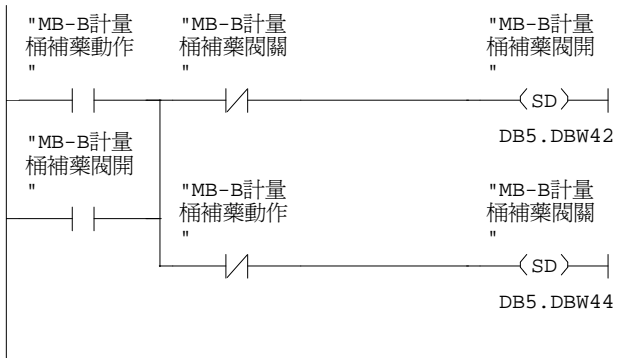 "MB-B計量
桶補藥動作
"
"MB-B計量
桶補藥閥關
"
"MB-B計量
桶補藥閥開
"
SD
DB5.DBW42
"MB-B計量
桶補藥閥開
"
"MB-B計量
桶補藥動作
"
"MB-B計量
桶補藥閥關
"
SD
DB5.DBW44